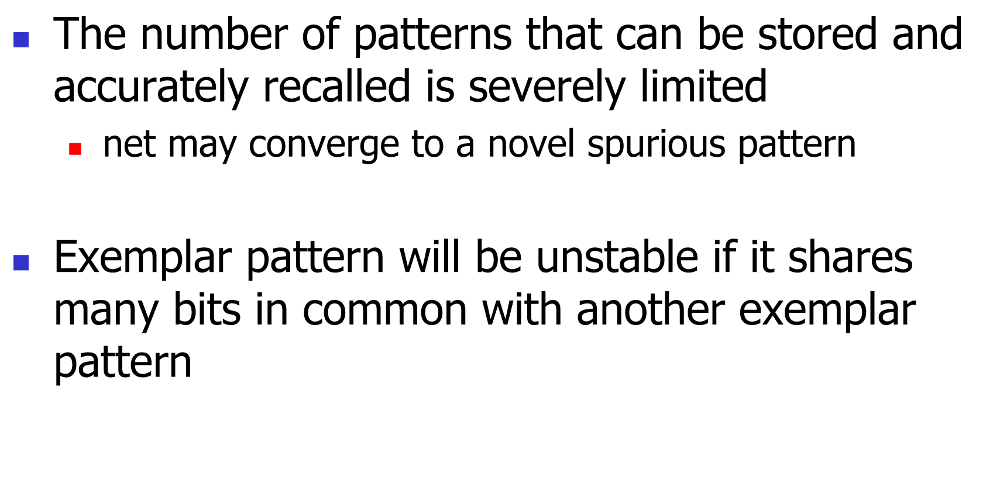 The number of patterns that can be stored and
accurately recalled is severely limited
net may converge to a novel spurious pattern
Exemplar pattern will be unstable if it shares
many bits in common with another exemplar
pattern